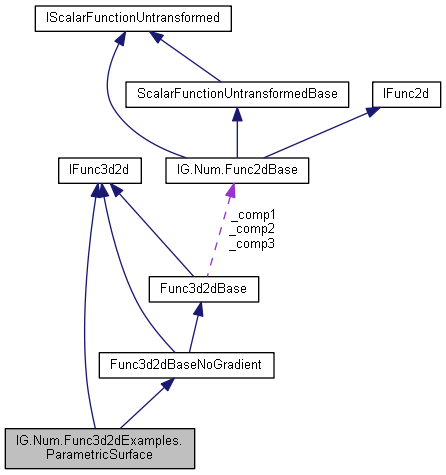 IScalarFunctionUntransformed
ScalarFunctionUntransformedBase
IFunc2d
IFunc3d2d
IG.Num.Func2dBase
_comp1
_comp2
_comp3
Func3d2dBase
Func3d2dBaseNoGradient
IG.Num.Func3d2dExamples.
ParametricSurface